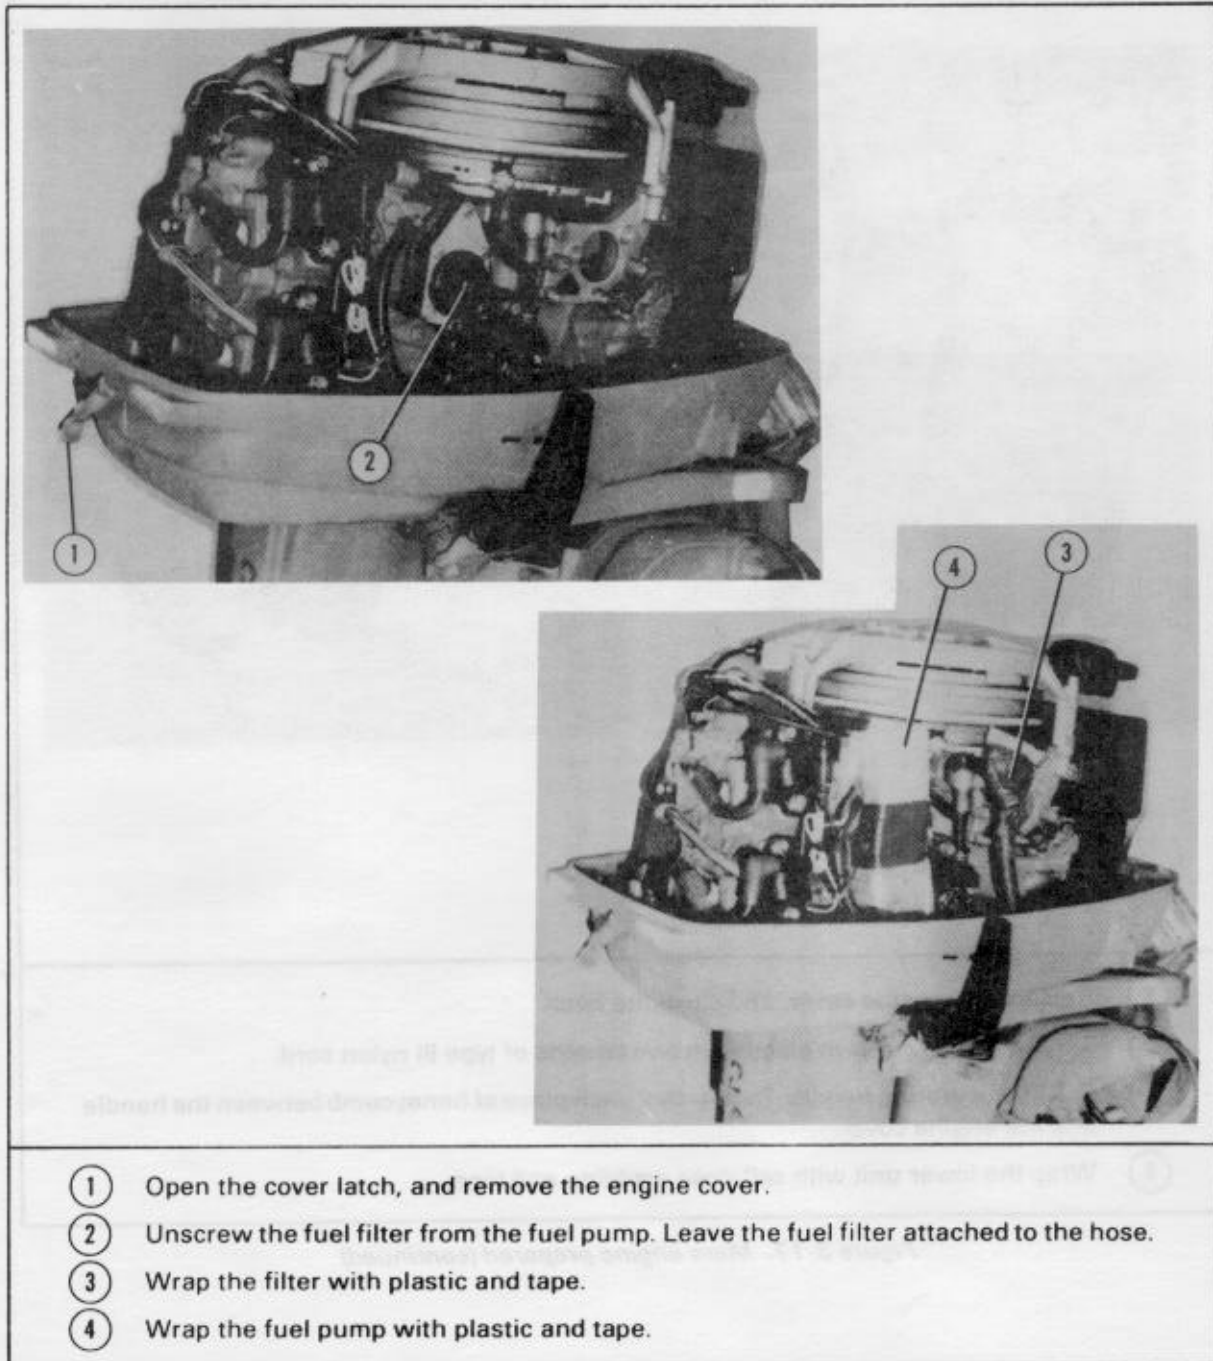 1
2
4
3
1 Open the cover latch, and remove the engine cover.
2 Unscrew the fuel filter from the fuel pump. Leave the fuel filter attached to the hose.
3 Wrap the filter with plastic and tape.
4 Wrap the fuel pump with plastic and tape.